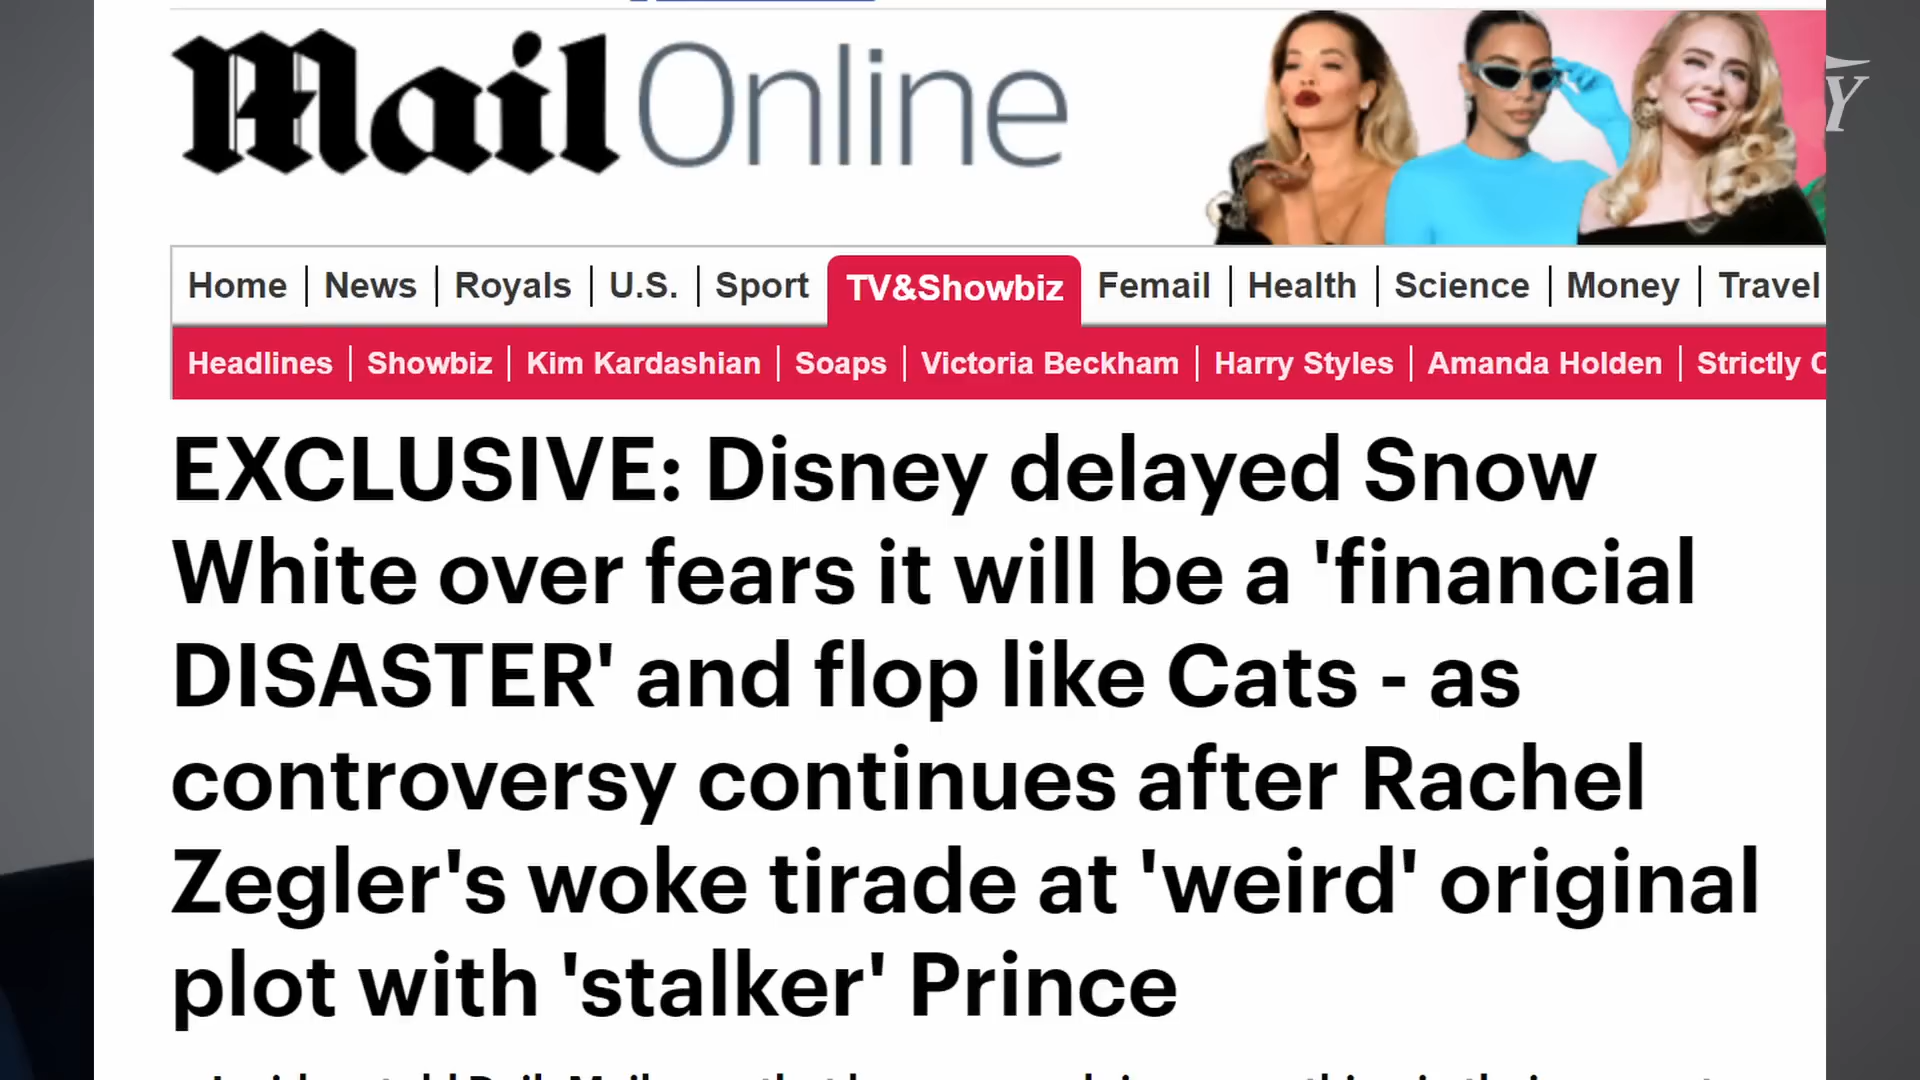 Mail Online
Y
Home | News | Royals | U.S. | Sport | TV&Showbiz | Femail | Health | Science | Money | Travel
Headlines | Showbiz | Kim Kardashian | Soaps | Victoria Beckham | Harry Styles | Amanda Holden | Strictly
EXCLUSIVE: Disney delayed Snow
White over fears it will be a 'financial
DISASTER' and flop like Cats - as
controversy continues after Rachel
Zegler's woke tirade at 'weird' original
plot with 'stalker' Prince